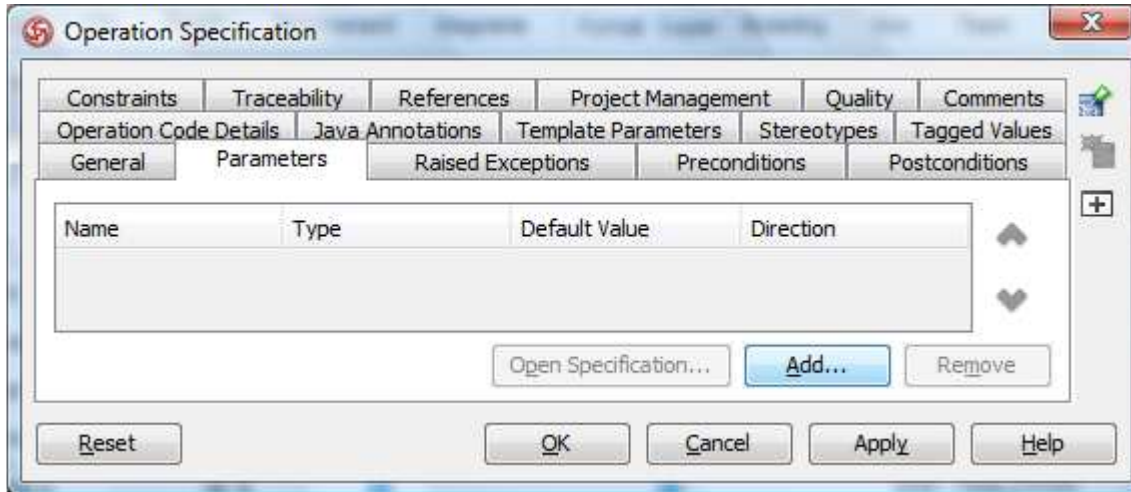 Operation Specification
Constraints Traceability References Project Management Quality Comments
Operation Code Details Java Annotations Template Parameters Stereotypes Tagged Values
General Parameters Raised Exceptions Preconditions Postconditions
Name Type Default Value Direction
Open Specification... Add... Remove
Reset OK Cancel Apply Help